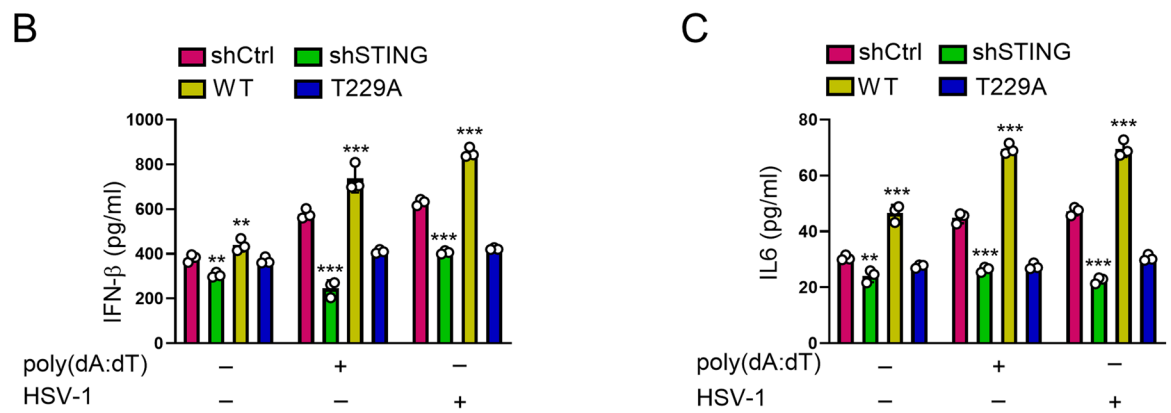 B
shCtrl shSTING
WT T229A
IFN-β (pg/ml)
1000
800
600
400
200
0
** ** *** *** *** ***
poly(dA:dT) – + –
HSV-1 – – +
C
shCtrl shSTING
WT T229A
IL6 (pg/ml)
80
60
40
20
0
** *** *** *** *** ***
poly(dA:dT) – + –
HSV-1 – – +